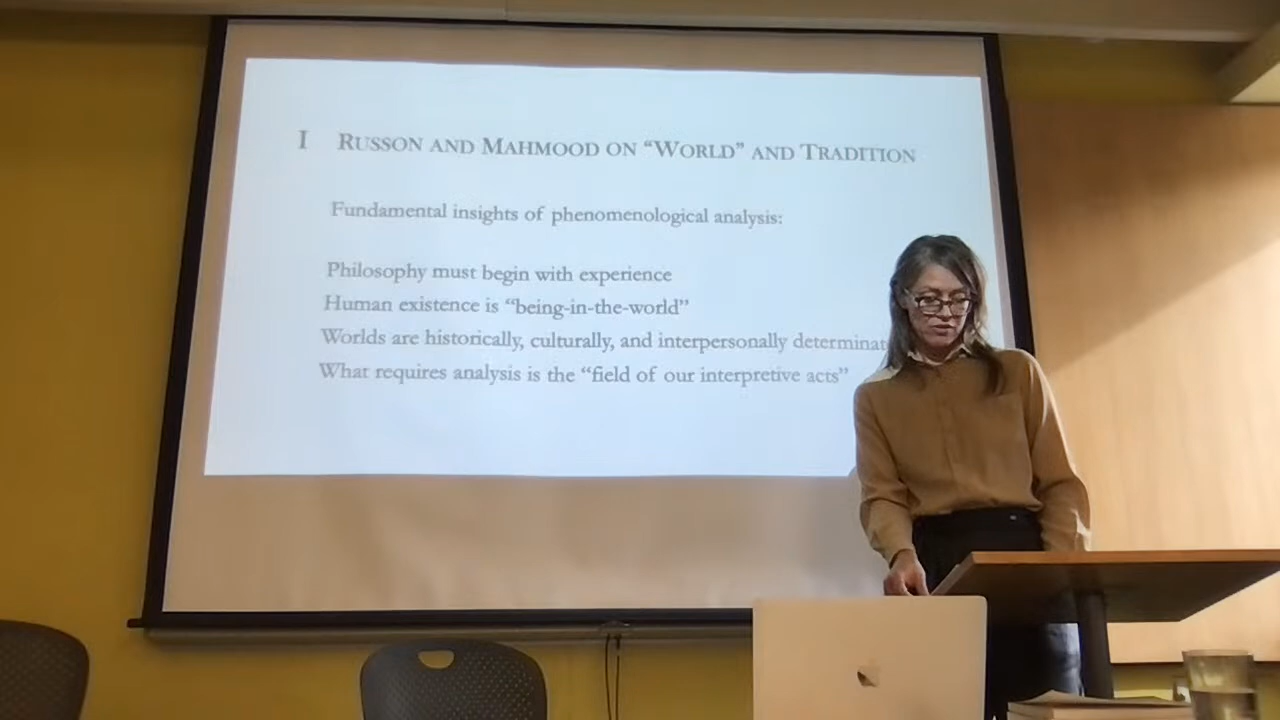 I RUSSON AND MAHMOOD ON “WORLD” AND TRADITION
Fundamental insights of phenomenological analysis:
Philosophy must begin with experience
Human existence is “being-in-the-world”
Worlds are historically, culturally, and interpersonally determinat
What requires analysis is the “field of our interpretive acts”